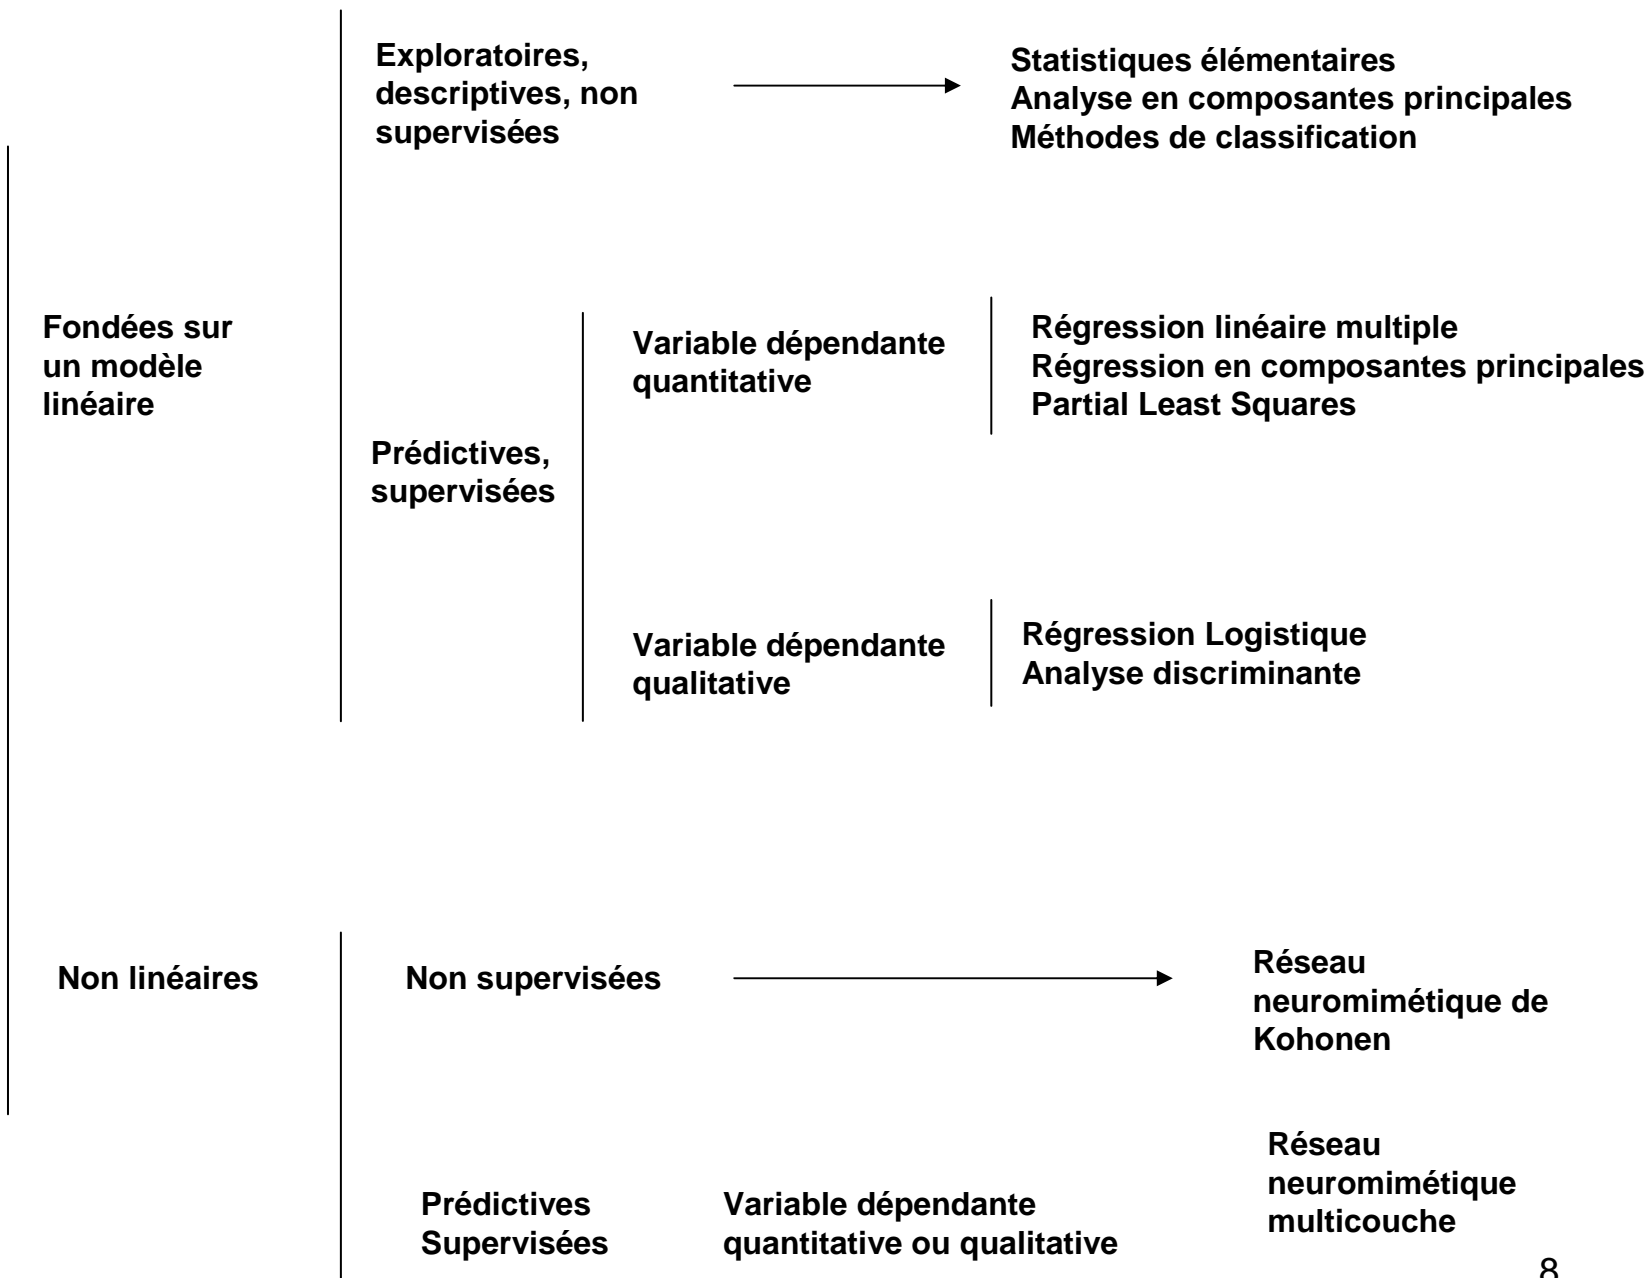 Exploratoires,
descriptives, non
supervisées
Statistiques élémentaires
Analyse en composantes principales
Méthodes de classification
Fondées sur
un modèle
linéaire
Prédictives,
supervisées
Variable dépendante
quantitative
Régression linéaire multiple
Régression en composantes principales
Partial Least Squares
Variable dépendante
qualitative
Régression Logistique
Analyse discriminante
Non linéaires
Non supervisées
Réseau
neuromimétique de
Kohonen
Prédictives
Supervisées
Variable dépendante
quantitative ou qualitative
Réseau
neuromimétique
multicouche
8